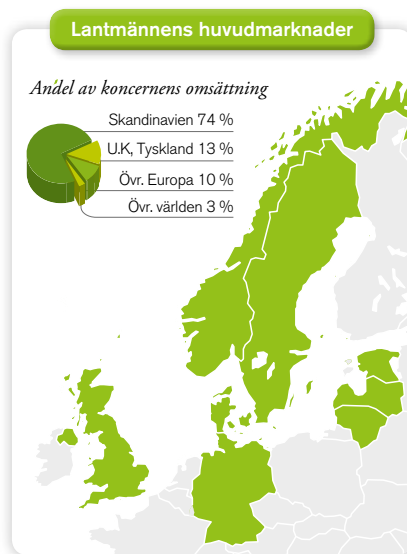 Lantmännens huvudmarknader
Andel av koncernens omsättning
Skandinavien 74 %
U.K, Tyskland 13 %
Övr. Europa 10 %
Övr. världen 3 %